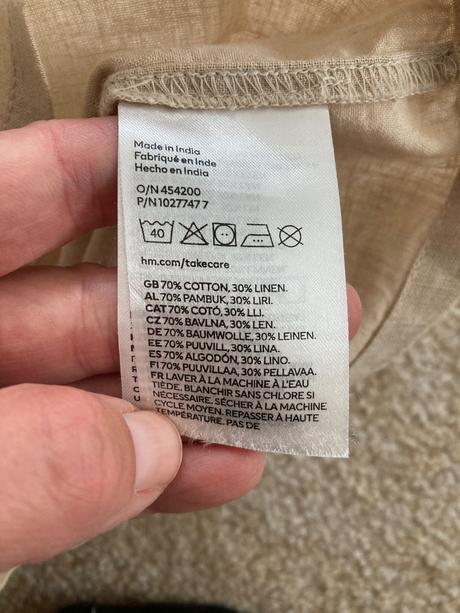 Made in India
Fabriqué en Inde
Hecho en India
O/N 454200
P/N 1027747 7
40
hm.com/takecare
GB 70% COTTON, 30% LINEN.
AL 70% PAMBUK, 30% LIRI.
CAT 70% COTÓ, 30% LLI.
CZ 70% BAVLNA, 30% LEN.
DE 70% BAUMWOLLE, 30% LEINEN.
EE 70% PUUVILL, 30% LINA.
ES 70% ALGODÓN, 30% LINO.
FI 70% PUUVILLAA, 30% PELLAVAA.
FR LAVER À LA MACHINE À L'EAU
TIÈDE, BLANCHIR SANS CHLORE SI
NÉCESSAIRE. SÉCHER À LA MACHINE
CYCLE MOYEN. REPASSER À HAUTE
TEMPÉRATURE. PAS DE